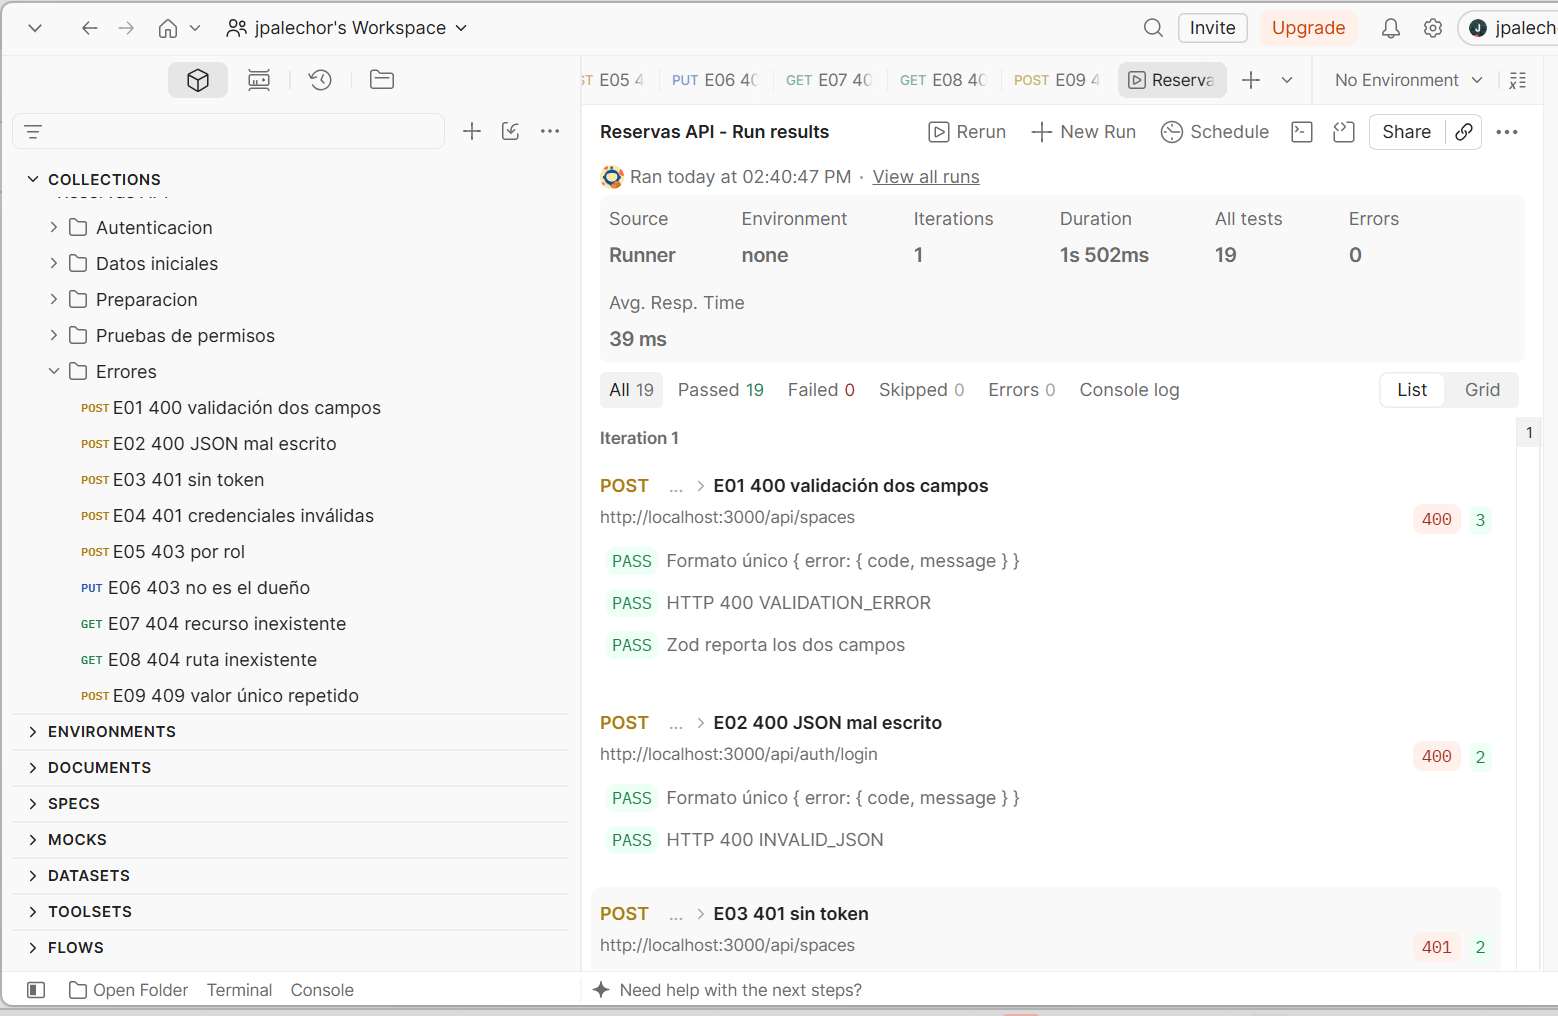 jpalechor's Workspace
Invite
Upgrade
jpalech
E05 4
PUT E06 40
GET E07 40
GET E08 40
POST E09 4
Reserva
No Environment
Reservas API - Run results
Rerun
New Run
Schedule
Share
Ran today at 02:40:47 PM · View all runs
Source
Environment
Iterations
Duration
All tests
Errors
Runner
none
1
1s 502ms
19
0
Avg. Resp. Time
39 ms
All 19
Passed 19
Failed 0
Skipped 0
Errors 0
Console log
List
Grid
Iteration 1
1
POST ... > E01 400 validación dos campos
http://localhost:3000/api/spaces
400 3
PASS Formato único { error: { code, message } }
PASS HTTP 400 VALIDATION_ERROR
PASS Zod reporta los dos campos
POST ... > E02 400 JSON mal escrito
http://localhost:3000/api/auth/login
400 2
PASS Formato único { error: { code, message } }
PASS HTTP 400 INVALID_JSON
POST ... > E03 401 sin token
http://localhost:3000/api/spaces
401 2
COLLECTIONS
Autenticacion
Datos iniciales
Preparacion
Pruebas de permisos
Errores
POST E01 400 validación dos campos
POST E02 400 JSON mal escrito
POST E03 401 sin token
POST E04 401 credenciales inválidas
POST E05 403 por rol
PUT E06 403 no es el dueño
GET E07 404 recurso inexistente
GET E08 404 ruta inexistente
POST E09 409 valor único repetido
ENVIRONMENTS
DOCUMENTS
SPECS
MOCKS
DATASETS
TOOLSETS
FLOWS
Open Folder
Terminal
Console
Need help with the next steps?